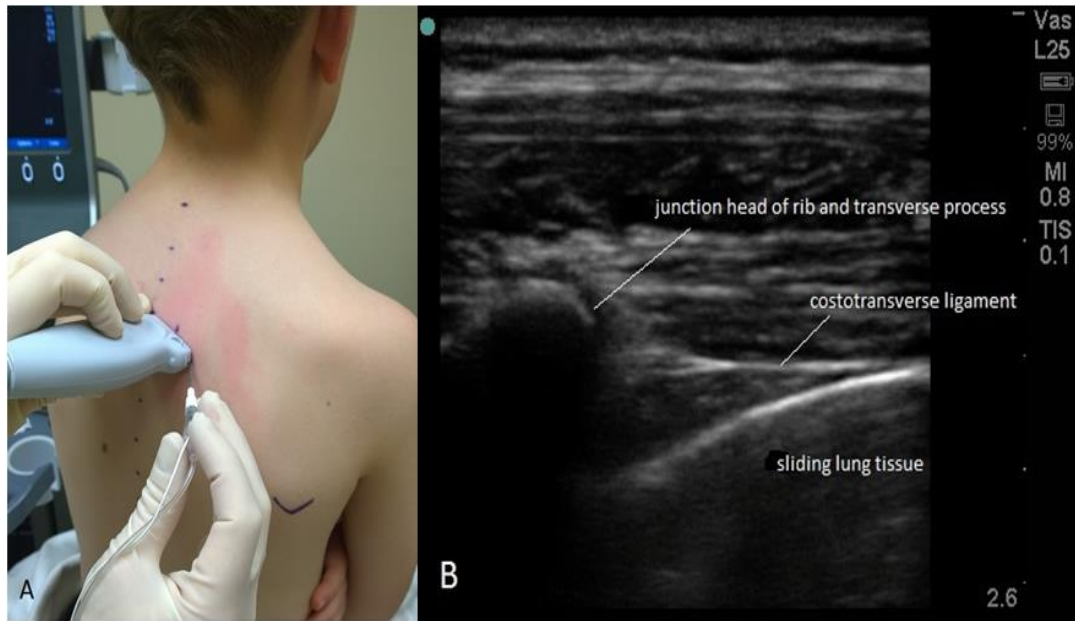 A
junction head of rib and transverse process
costotransverse ligament
sliding lung tissue
B
Vas
L25
99%
MI
0.8
TIS
0.1
2.6